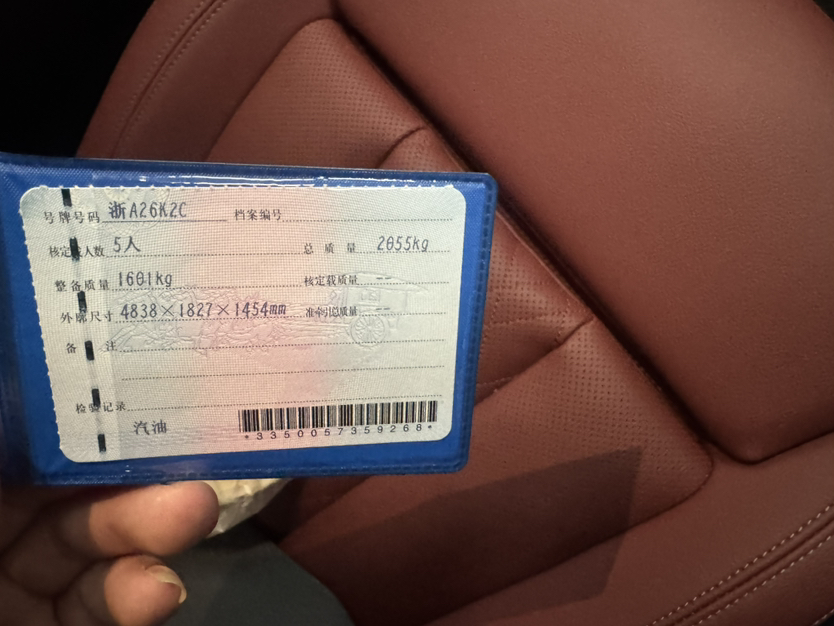 号牌号码 浙A26K2C 档案编号
核定载人数 5人 总质量 2055kg
整备质量 1601kg 核定载质量 --
外廓尺寸 4838×1827×1454mm 准牵引总质量 --
备注
检验记录
汽油
*3350057359268*